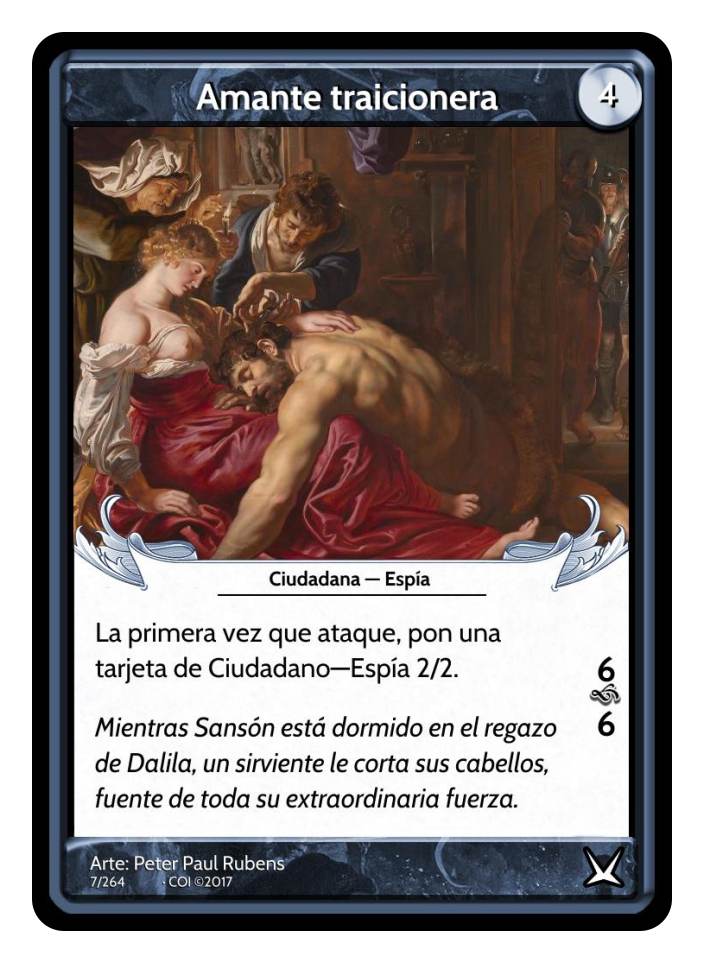 Amante traicionera
4
Ciudadana — Espía
La primera vez que ataque, pon una
tarjeta de Ciudadano—Espía 2/2.
6
6
Mientras Sansón está dormido en el regazo
de Dalila, un sirviente le corta sus cabellos,
fuente de toda su extraordinaria fuerza.
Arte: Peter Paul Rubens
7/264 · COI ©2017